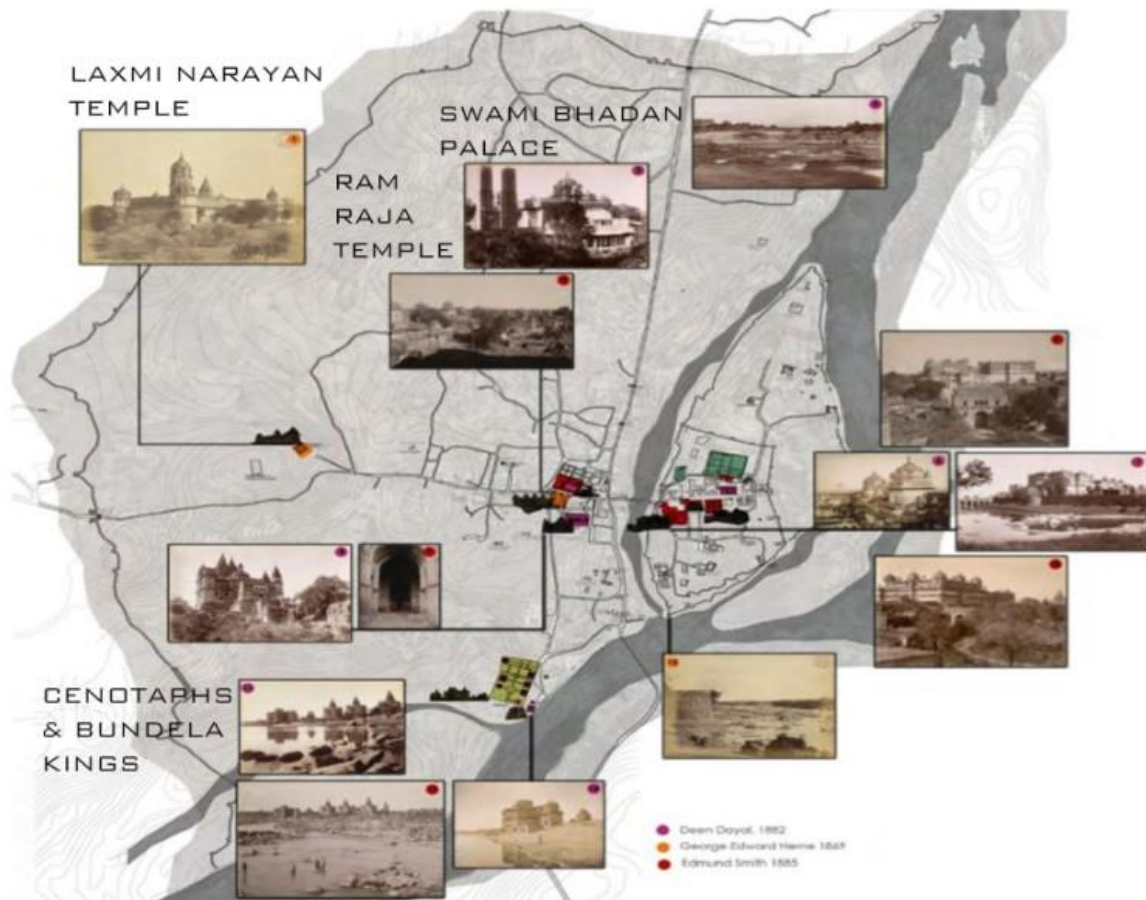 LAXMI NARAYAN
TEMPLE
SWAMI BHADAN
PALACE
RAM
RAJA
TEMPLE
CENOTAPHS
& BUNDELA
KINGS
Deen Dayal, 1882
George Edward Herne 1869
Edmund Smith 1885